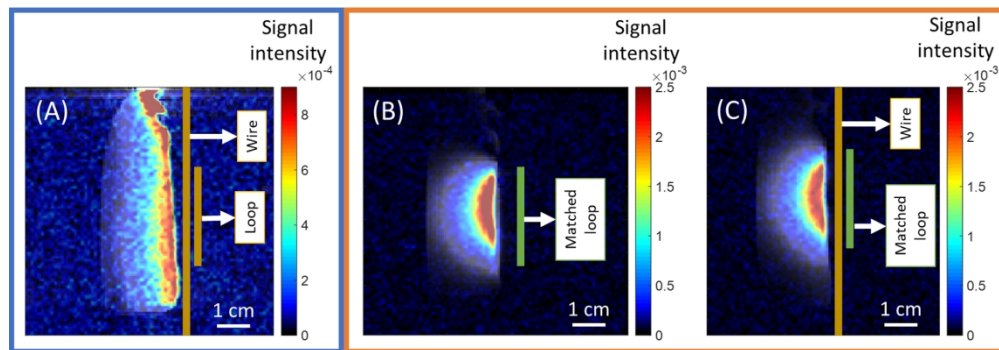 Signal
intensity
×10⁻⁴
(A)
Wire
Loop
1 cm
8
6
4
2
0
Signal
intensity
×10⁻³
(B)
Matched
loop
1 cm
2.5
2
1.5
1
0.5
0
Signal
intensity
×10⁻³
(C)
Wire
Matched
loop
1 cm
2.5
2
1.5
1
0.5
0